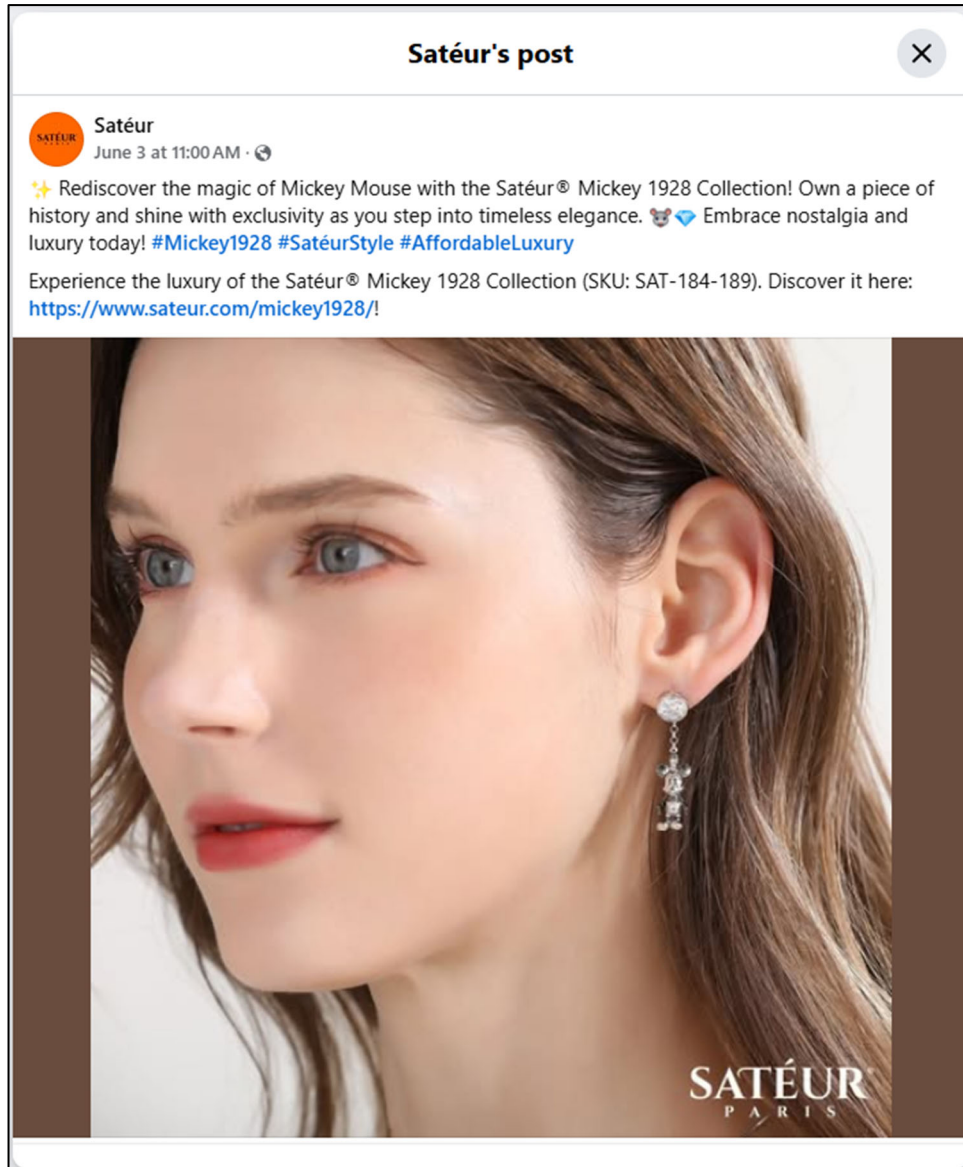 Satéur's post
SATÉUR
PARIS
Satéur
June 3 at 11:00 AM ·
✨ Rediscover the magic of Mickey Mouse with the Satéur® Mickey 1928 Collection! Own a piece of
history and shine with exclusivity as you step into timeless elegance. 🐭💎 Embrace nostalgia and
luxury today! #Mickey1928 #SatéurStyle #AffordableLuxury
Experience the luxury of the Satéur® Mickey 1928 Collection (SKU: SAT-184-189). Discover it here:
https://www.sateur.com/mickey1928/!
SATÉUR®
PARIS